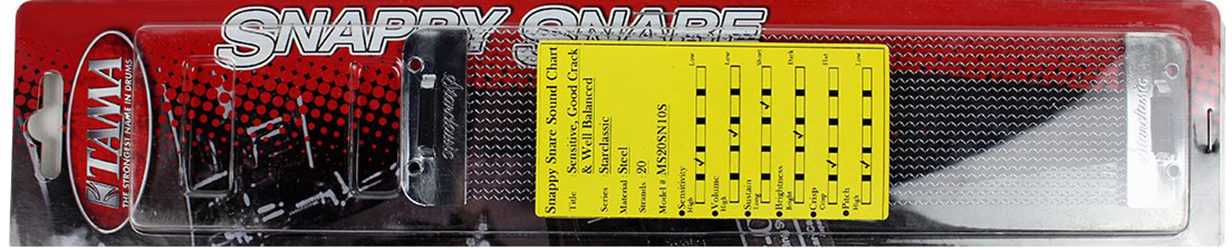 SNAPPY SNARE
TAMA
THE STRONGEST NAME IN DRUMS
Starclassic
Snappy Snare Sound Chart
Title Sensitive, Good Crack
& Well Balanced
Series Starclassic
Material Steel
Strands 20
Model # MS20SN10S
●Sensitivity
High Low
●Volume
High Low
●Sustain
Long Short
●Brightness
Bright Dark
●Crisp
Crisp Flat
●Pitch
High Low
Starclassic